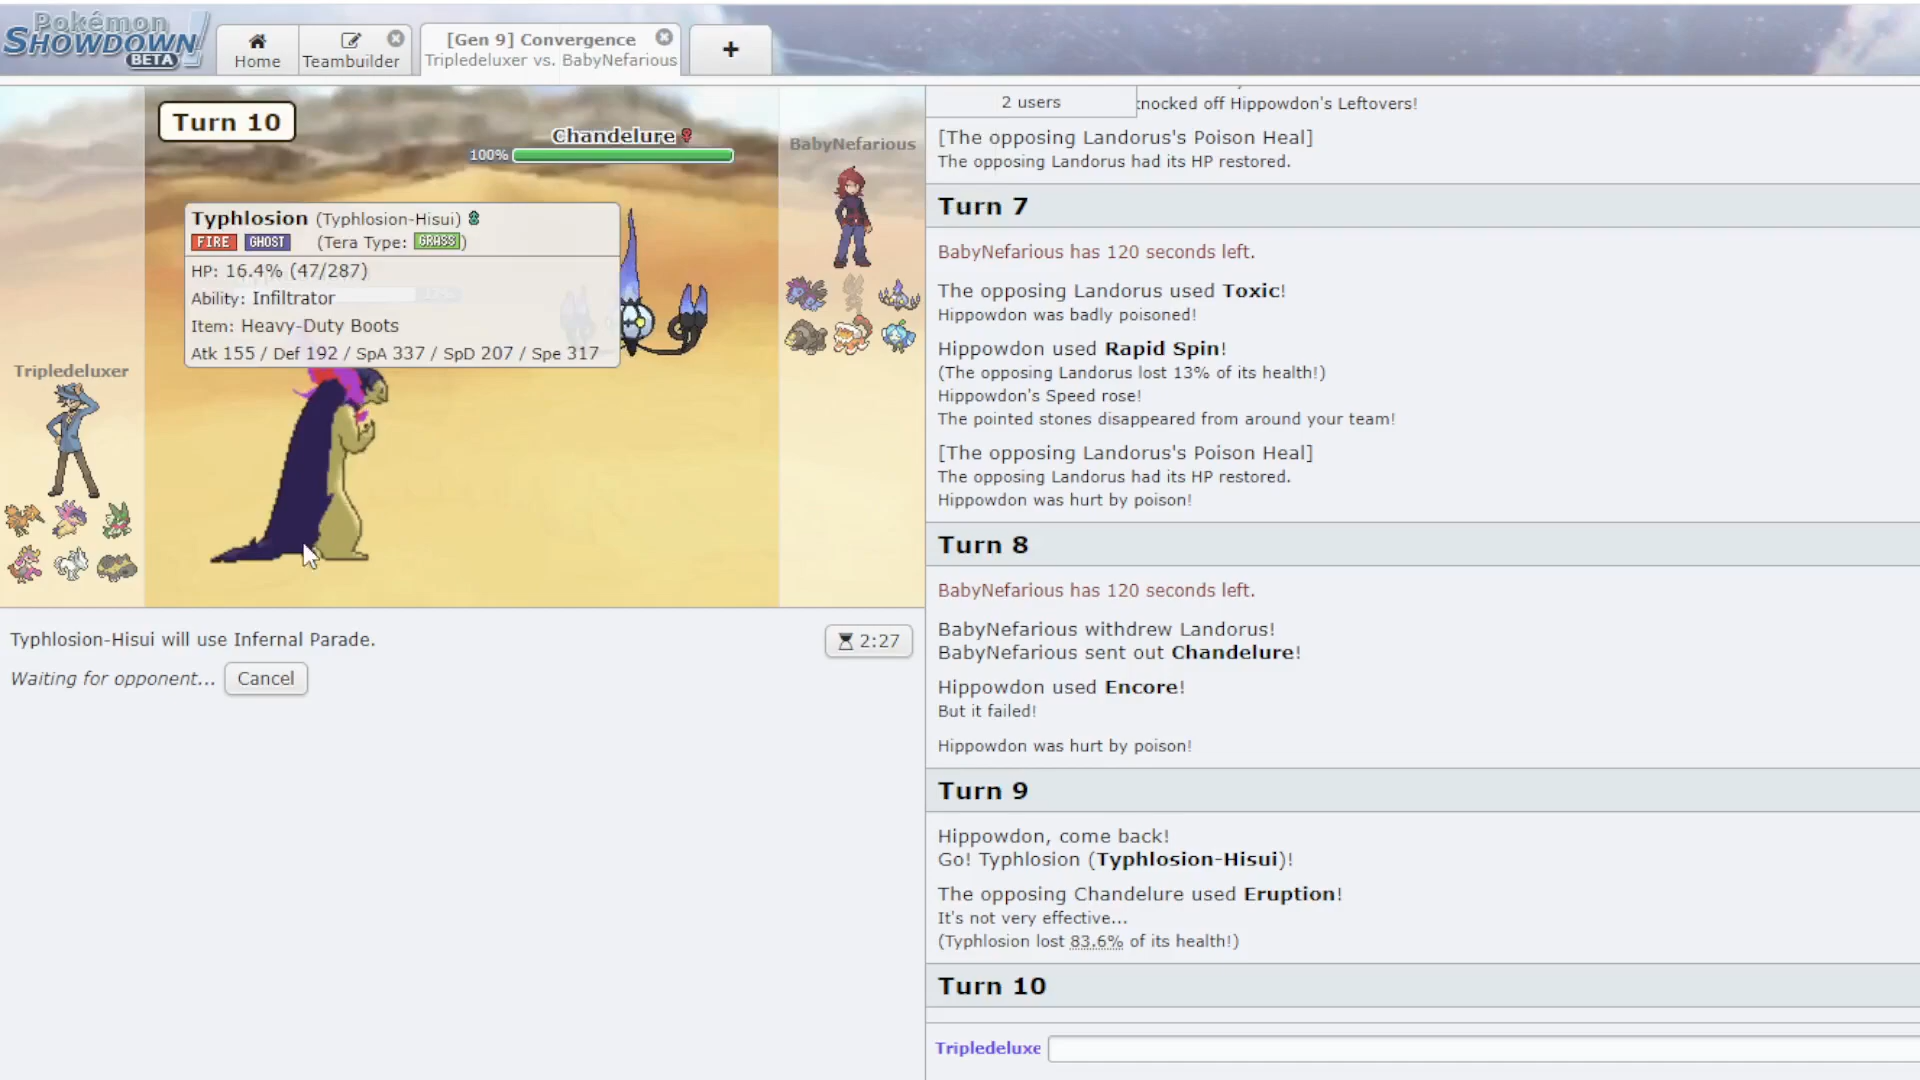 Pokémon
SHOWDOWN!
BETA
Home
Teambuilder
[Gen 9] Convergence
Tripledeluxer vs. BabyNefarious
+
Turn 10
Chandelure
100%
BabyNefarious
Typhlosion (Typhlosion-Hisui)
FIRE GHOST (Tera Type: GRASS)
HP: 16.4% (47/287)
Ability: Infiltrator
Item: Heavy-Duty Boots
Atk 155 / Def 192 / SpA 337 / SpD 207 / Spe 317
Tripledeluxer
Typhlosion-Hisui will use Infernal Parade.
2:27
Waiting for opponent... Cancel
2 users
knocked off Hippowdon's Leftovers!
[The opposing Landorus's Poison Heal]
The opposing Landorus had its HP restored.
Turn 7
BabyNefarious has 120 seconds left.
The opposing Landorus used Toxic!
Hippowdon was badly poisoned!
Hippowdon used Rapid Spin!
(The opposing Landorus lost 13% of its health!)
Hippowdon's Speed rose!
The pointed stones disappeared from around your team!
[The opposing Landorus's Poison Heal]
The opposing Landorus had its HP restored.
Hippowdon was hurt by poison!
Turn 8
BabyNefarious has 120 seconds left.
BabyNefarious withdrew Landorus!
BabyNefarious sent out Chandelure!
Hippowdon used Encore!
But it failed!
Hippowdon was hurt by poison!
Turn 9
Hippowdon, come back!
Go! Typhlosion (Typhlosion-Hisui)!
The opposing Chandelure used Eruption!
It's not very effective...
(Typhlosion lost 83.6% of its health!)
Turn 10
Tripledeluxe